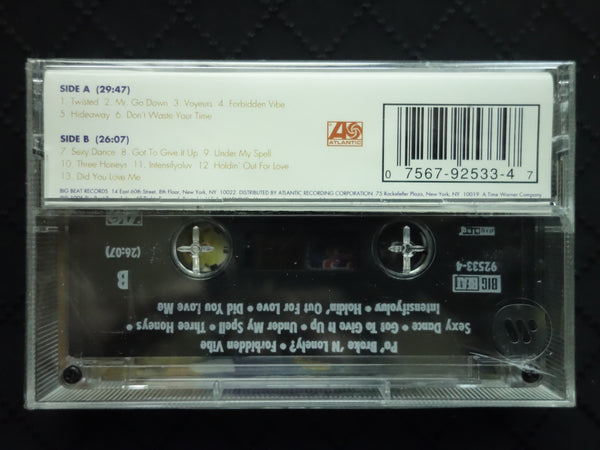 SIDE A (29:47)
1. Twisted 2. Mr. Go Down 3. Voyeurs 4. Forbidden Vibe
5. Hideaway 6. Don't Waste Your Time
SIDE B (26:07)
7. Sexy Dance 8. Got To Give It Up 9. Under My Spell
10. Three Honeys 11. Intensifyaluv 12. Holdin' Out For Love
13. Did You Love Me
ATLANTIC
0 7567-92533-4 7
BIG BEAT RECORDS 14 East 60th Street, 8th Floor, New York, NY. 10022 DISTRIBUTED BY ATLANTIC RECORDING CORPORATION 75 Rockefeller Plaza, New York, NY. 10019. A Time Warner Company
B
(26:07)
BIG BEAT
92533-4
Po' Broke 'N Lonely? • Forbidden Vibe
Sexy Dance • Got To Give It Up • Under My Spell • Three Honeys
Intensifyaluv • Holdin' Out For Love • Did You Love Me